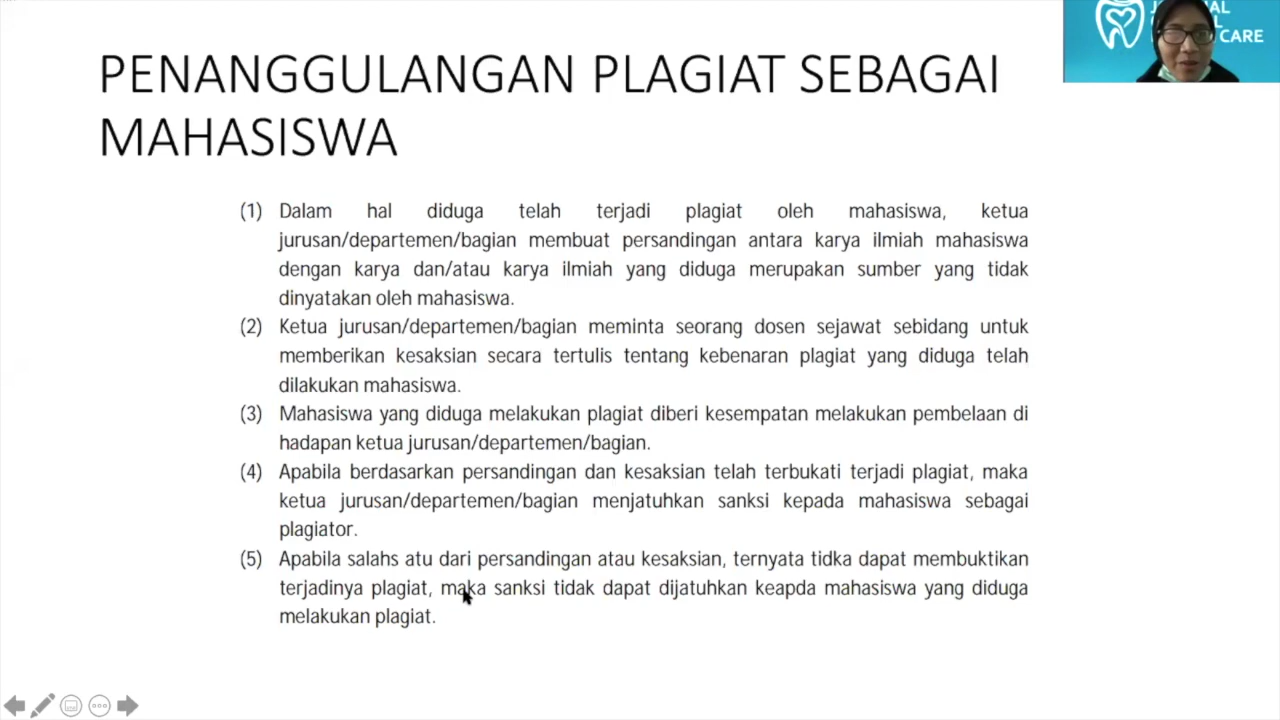 PENANGGULANGAN PLAGIAT SEBAGAI
MAHASISWA
(1) Dalam hal diduga telah terjadi plagiat oleh mahasiswa, ketua
jurusan/departemen/bagian membuat persandingan antara karya ilmiah mahasiswa
dengan karya dan/atau karya ilmiah yang diduga merupakan sumber yang tidak
dinyatakan oleh mahasiswa.
(2) Ketua jurusan/departemen/bagian meminta seorang dosen sejawat sebidang untuk
memberikan kesaksian secara tertulis tentang kebenaran plagiat yang diduga telah
dilakukan mahasiswa.
(3) Mahasiswa yang diduga melakukan plagiat diberi kesempatan melakukan pembelaan di
hadapan ketua jurusan/departemen/bagian.
(4) Apabila berdasarkan persandingan dan kesaksian telah terbukati terjadi plagiat, maka
ketua jurusan/departemen/bagian menjatuhkan sanksi kepada mahasiswa sebagai
plagiator.
(5) Apabila salahs atu dari persandingan atau kesaksian, ternyata tidka dapat membuktikan
terjadinya plagiat, maka sanksi tidak dapat dijatuhkan keapda mahasiswa yang diduga
melakukan plagiat.
CARE